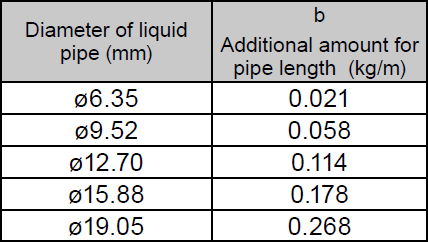 Diameter of liquid
pipe (mm)
b
Additional amount for
pipe length (kg/m)
ø6.35 0.021
ø9.52 0.058
ø12.70 0.114
ø15.88 0.178
ø19.05 0.268